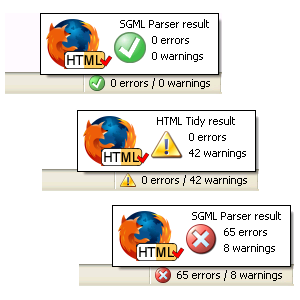 SGML Parser result
0 errors
0 warnings
HTML
0 errors / 0 warnings
HTML Tidy result
0 errors
42 warnings
HTML
0 errors / 42 warnings
SGML Parser result
65 errors
8 warnings
HTML
65 errors / 8 warnings